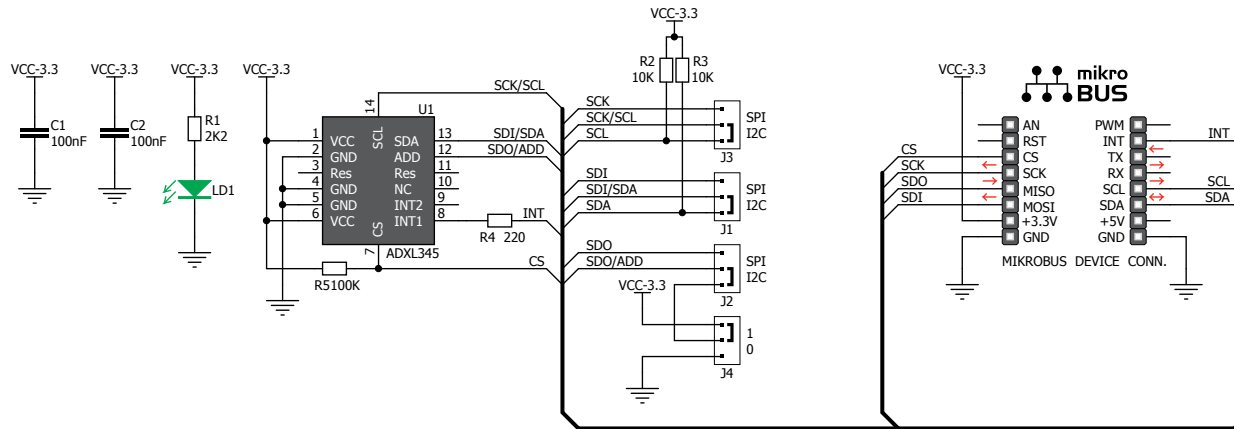 VCC-3.3
C1
100nF
VCC-3.3
C2
100nF
VCC-3.3
R1
2K2
LD1
VCC-3.3
U1
14
SCL
SCK/SCL
1 VCC SDA 13 SDI/SDA
2 GND ADD 12 SDO/ADD
3 Res Res 11
4 GND NC 10
5 GND INT2 9
6 VCC INT1 8
CS
7
ADXL345
R4 220
INT
R5100K
CS
VCC-3.3
R2
10K
R3
10K
SCK
SCK/SCL
SCL
SPI
I2C
J3
SDI
SDI/SDA
SDA
SPI
I2C
J1
SDO
SDO/ADD
SPI
I2C
J2
VCC-3.3
1
0
J4
VCC-3.3
mikro
BUS
AN PWM
RST INT INT
CS CS TX
SCK SCK RX
SDO MISO SCL SCL
SDI MOSI SDA SDA
+3.3V +5V
GND GND
MIKROBUS DEVICE CONN.